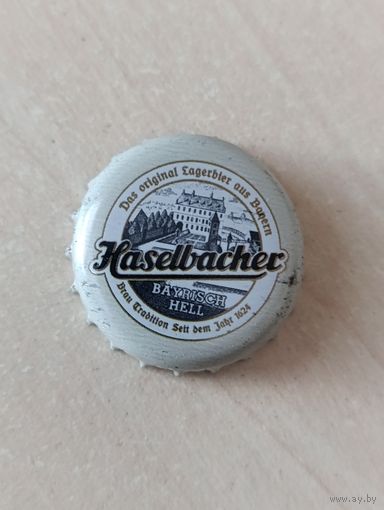 Das original Lagerbier aus Bayern
Haselbacher
BAYRISCH
HELL
Brau Tradition Seit dem Jahr 1624
www.ay.by